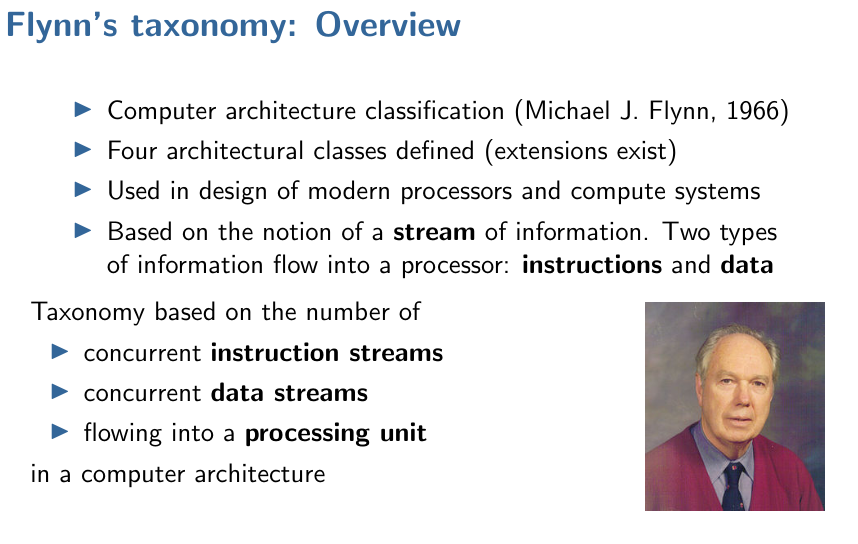 Flynn's taxonomy: Overview
▶ Computer architecture classification (Michael J. Flynn, 1966)
▶ Four architectural classes defined (extensions exist)
▶ Used in design of modern processors and compute systems
▶ Based on the notion of a stream of information. Two types
of information flow into a processor: instructions and data
Taxonomy based on the number of
▶ concurrent instruction streams
▶ concurrent data streams
▶ flowing into a processing unit
in a computer architecture